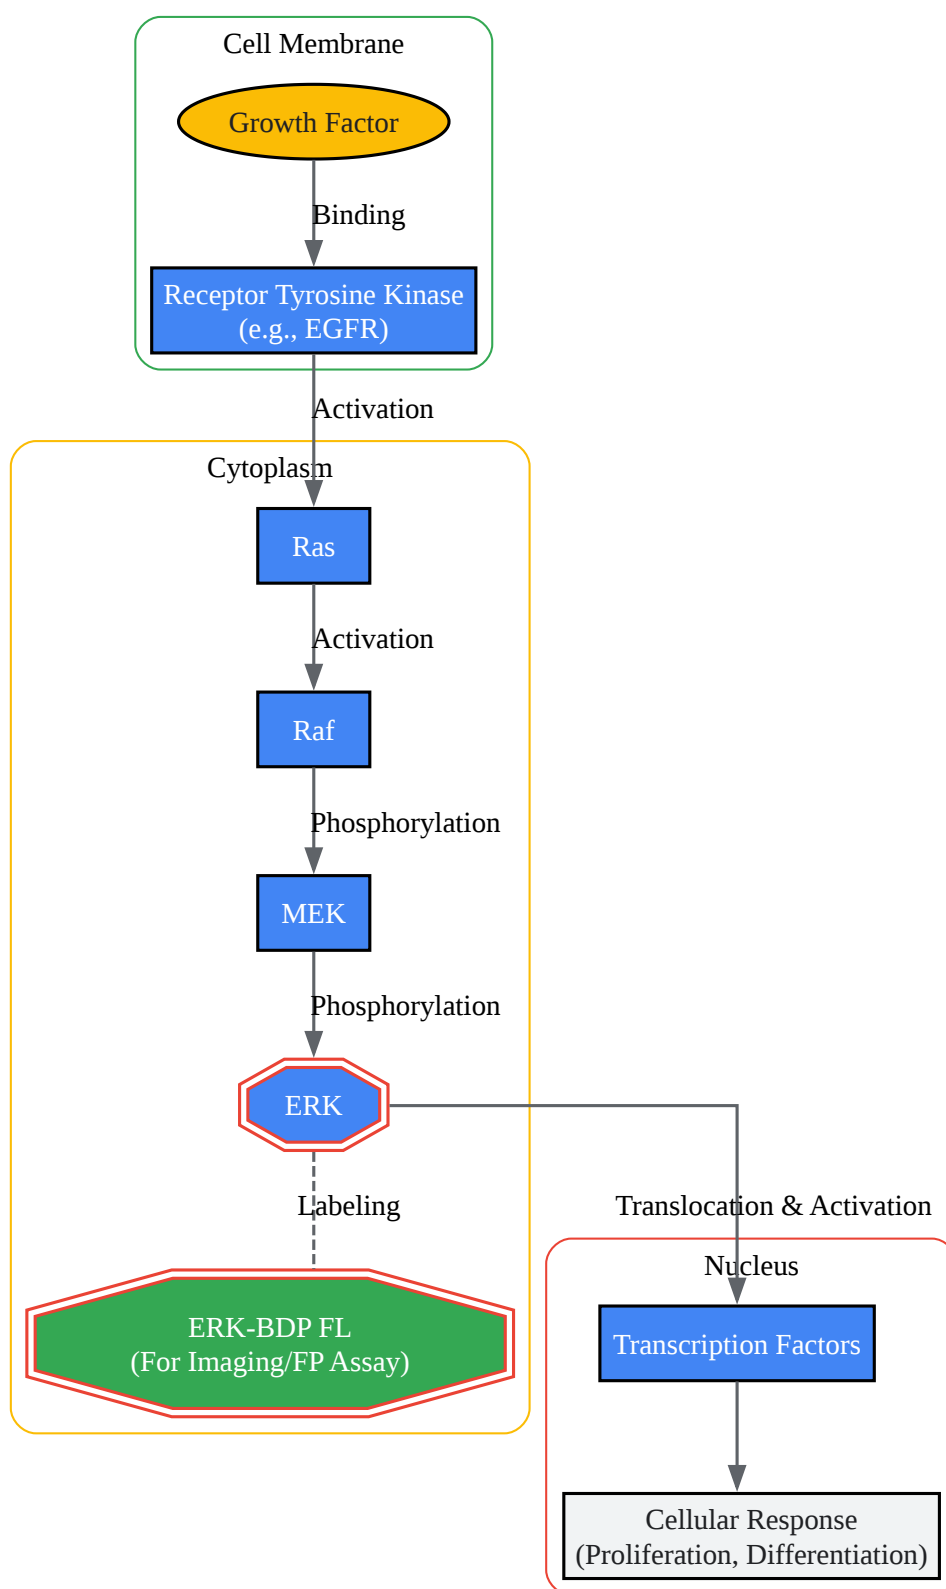 Cell Membrane
Growth Factor
Binding
Receptor Tyrosine Kinase
(e.g., EGFR)
Activation
Cytoplasm
Ras
Activation
Raf
Phosphorylation
MEK
Phosphorylation
ERK
Labeling
ERK-BDP FL
(For Imaging/FP Assay)
Translocation & Activation
Nucleus
Transcription Factors
Cellular Response
(Proliferation, Differentiation)